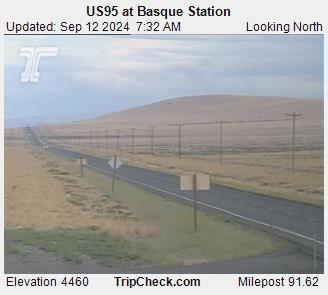 US95 at Basque Station
Updated: Sep 12 2024 7:32 AM Looking North
Elevation 4460 TripCheck.com Milepost 91.62